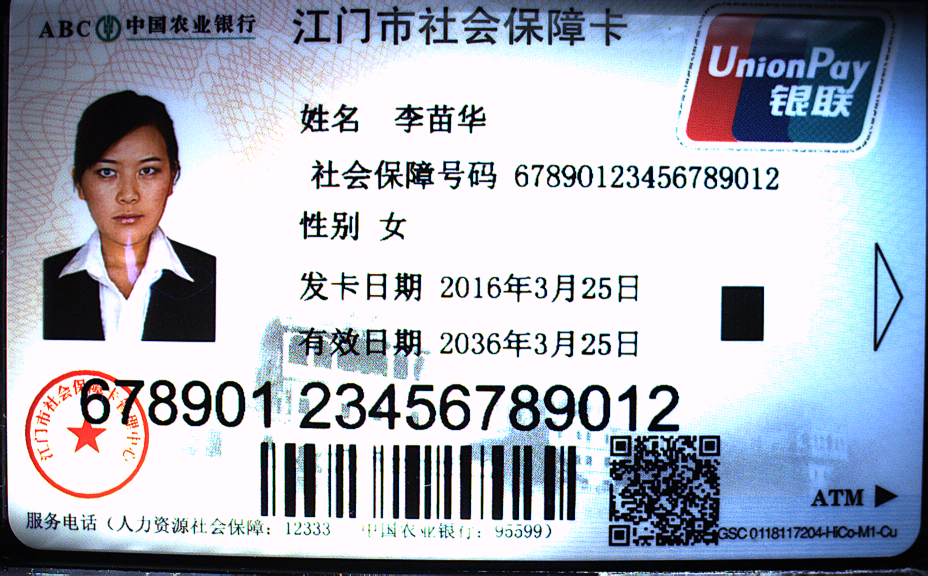 ABC 中国农业银行 江门市社会保障卡
UnionPay
银联
姓名 李苗华
社会保障号码 67890123456789012
性别 女
发卡日期 2016年3月25日
有效日期 2036年3月25日
678901 23456789012
江门市社会保障卡管理中心
ATM
服务电话（人力资源社会保障：12333 中国农业银行：95599）
GSC 0118117204-HiCo-M1-Cu